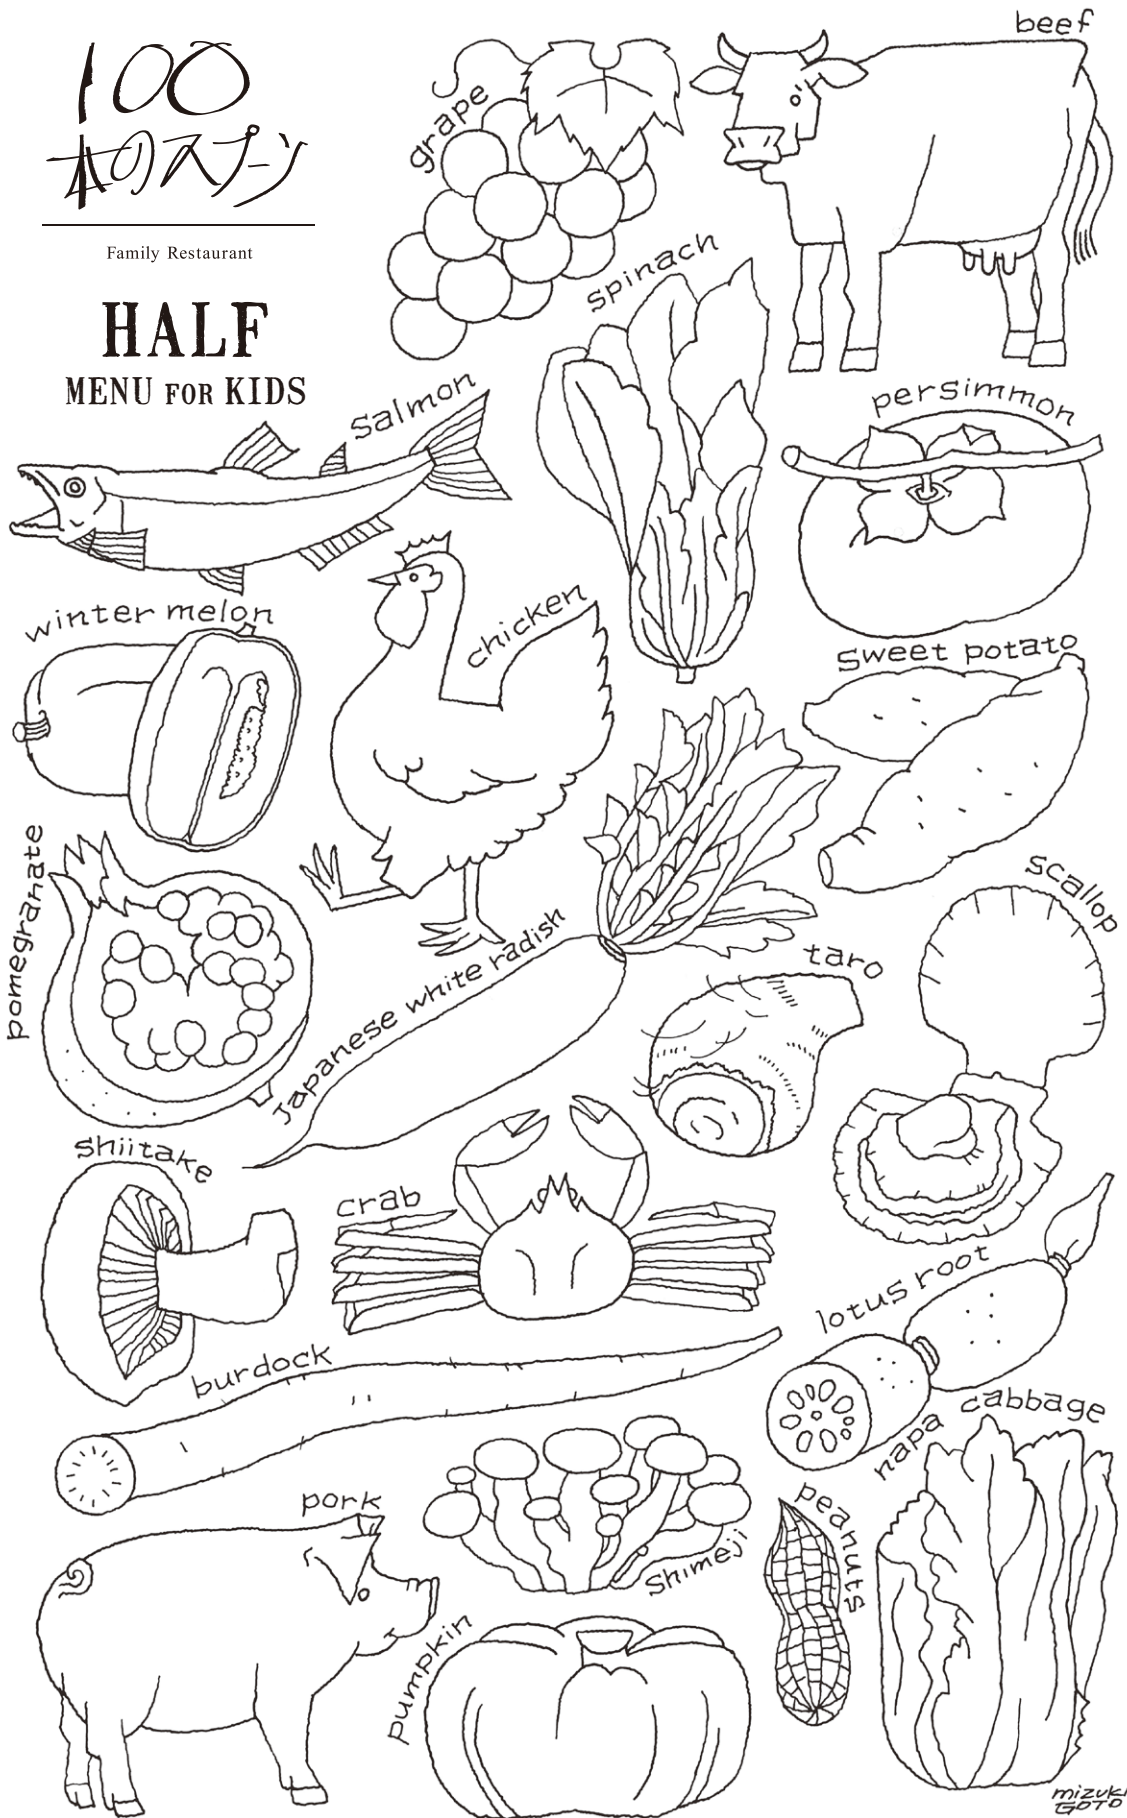 100
本のスプーン
Family Restaurant
HALF
MENU FOR KIDS
beef
grape
spinach
salmon
persimmon
winter melon
chicken
sweet potato
pomegranate
scallop
Japanese white radish
taro
shiitake
crab
lotus root
burdock
napa cabbage
pork
peanuts
Shimeji
pumpkin
mizuki
GOTO